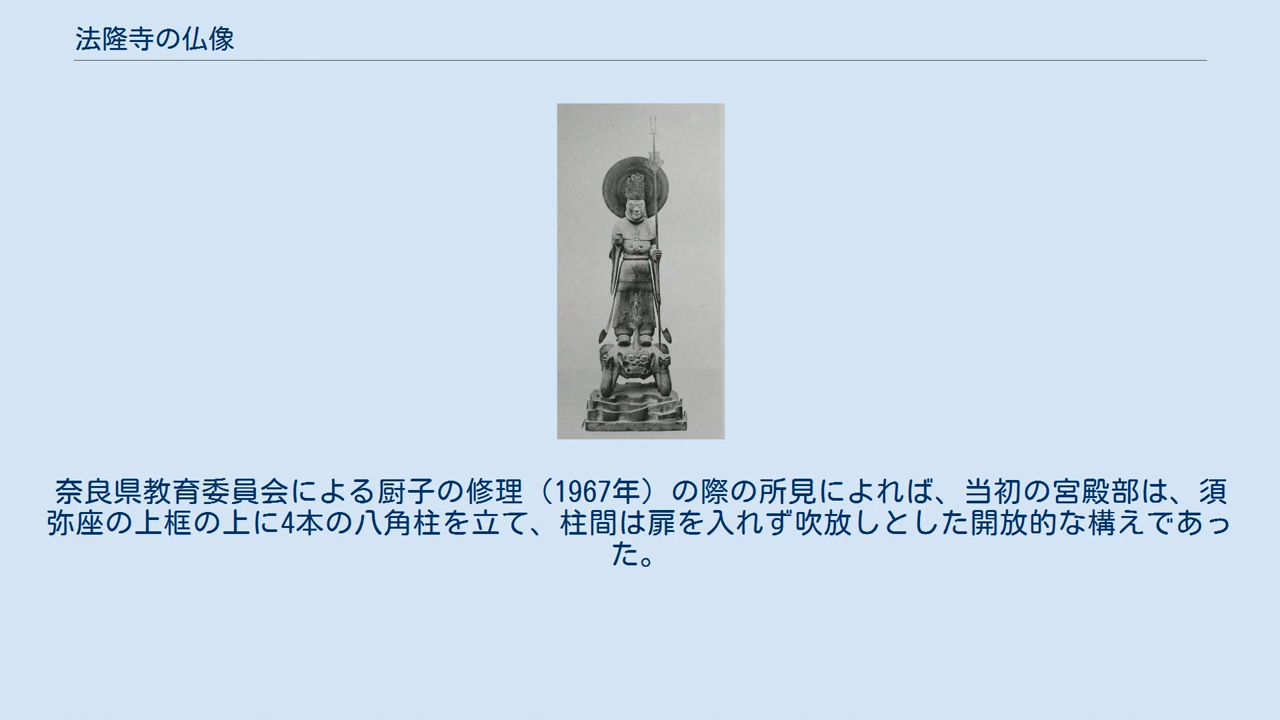 法隆寺の仏像
奈良県教育委員会による厨子の修理（1967年）の際の所見によれば、当初の宮殿部は、須
弥座の上框の上に4本の八角柱を立て、柱間は扉を入れず吹放しとした開放的な構えであっ
た。